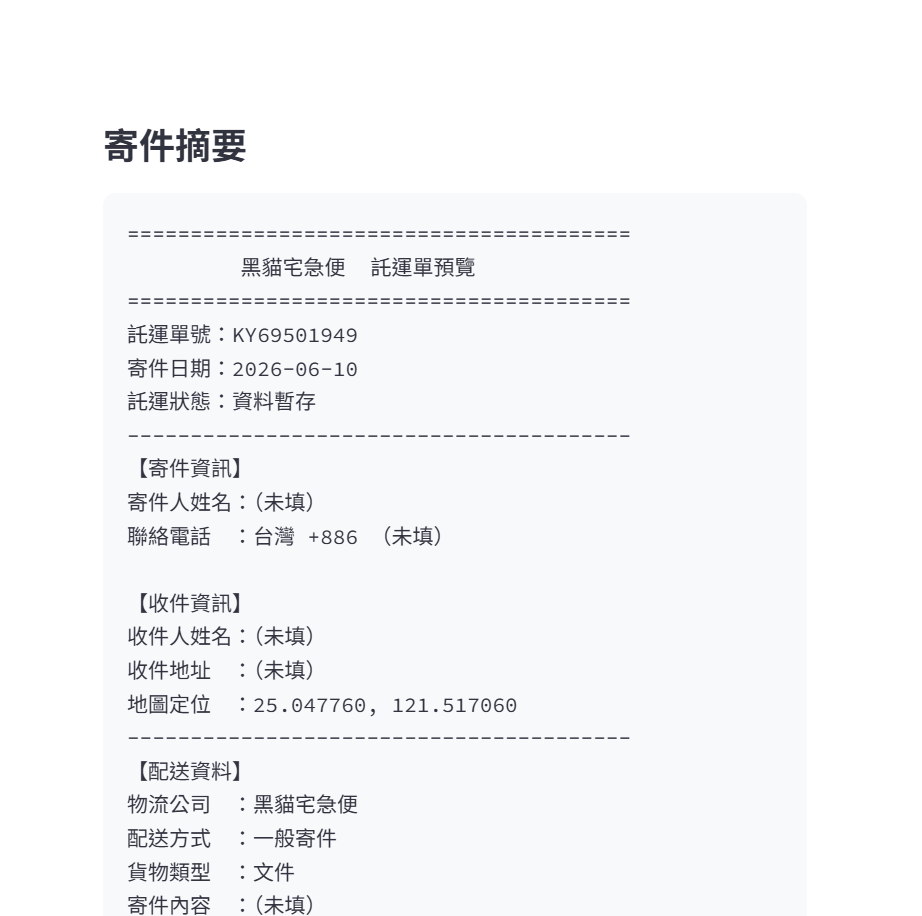 寄件摘要
========================================
黑貓宅急便　託運單預覽
========================================
託運單號：KY69501949
寄件日期：2026-06-10
託運狀態：資料暫存
----------------------------------------
【寄件資訊】
寄件人姓名：（未填）
聯絡電話　：台灣 +886 （未填）
【收件資訊】
收件人姓名：（未填）
收件地址　：（未填）
地圖定位　：25.047760, 121.517060
----------------------------------------
【配送資料】
物流公司　：黑貓宅急便
配送方式　：一般寄件
貨物類型　：文件
寄件內容　：（未填）